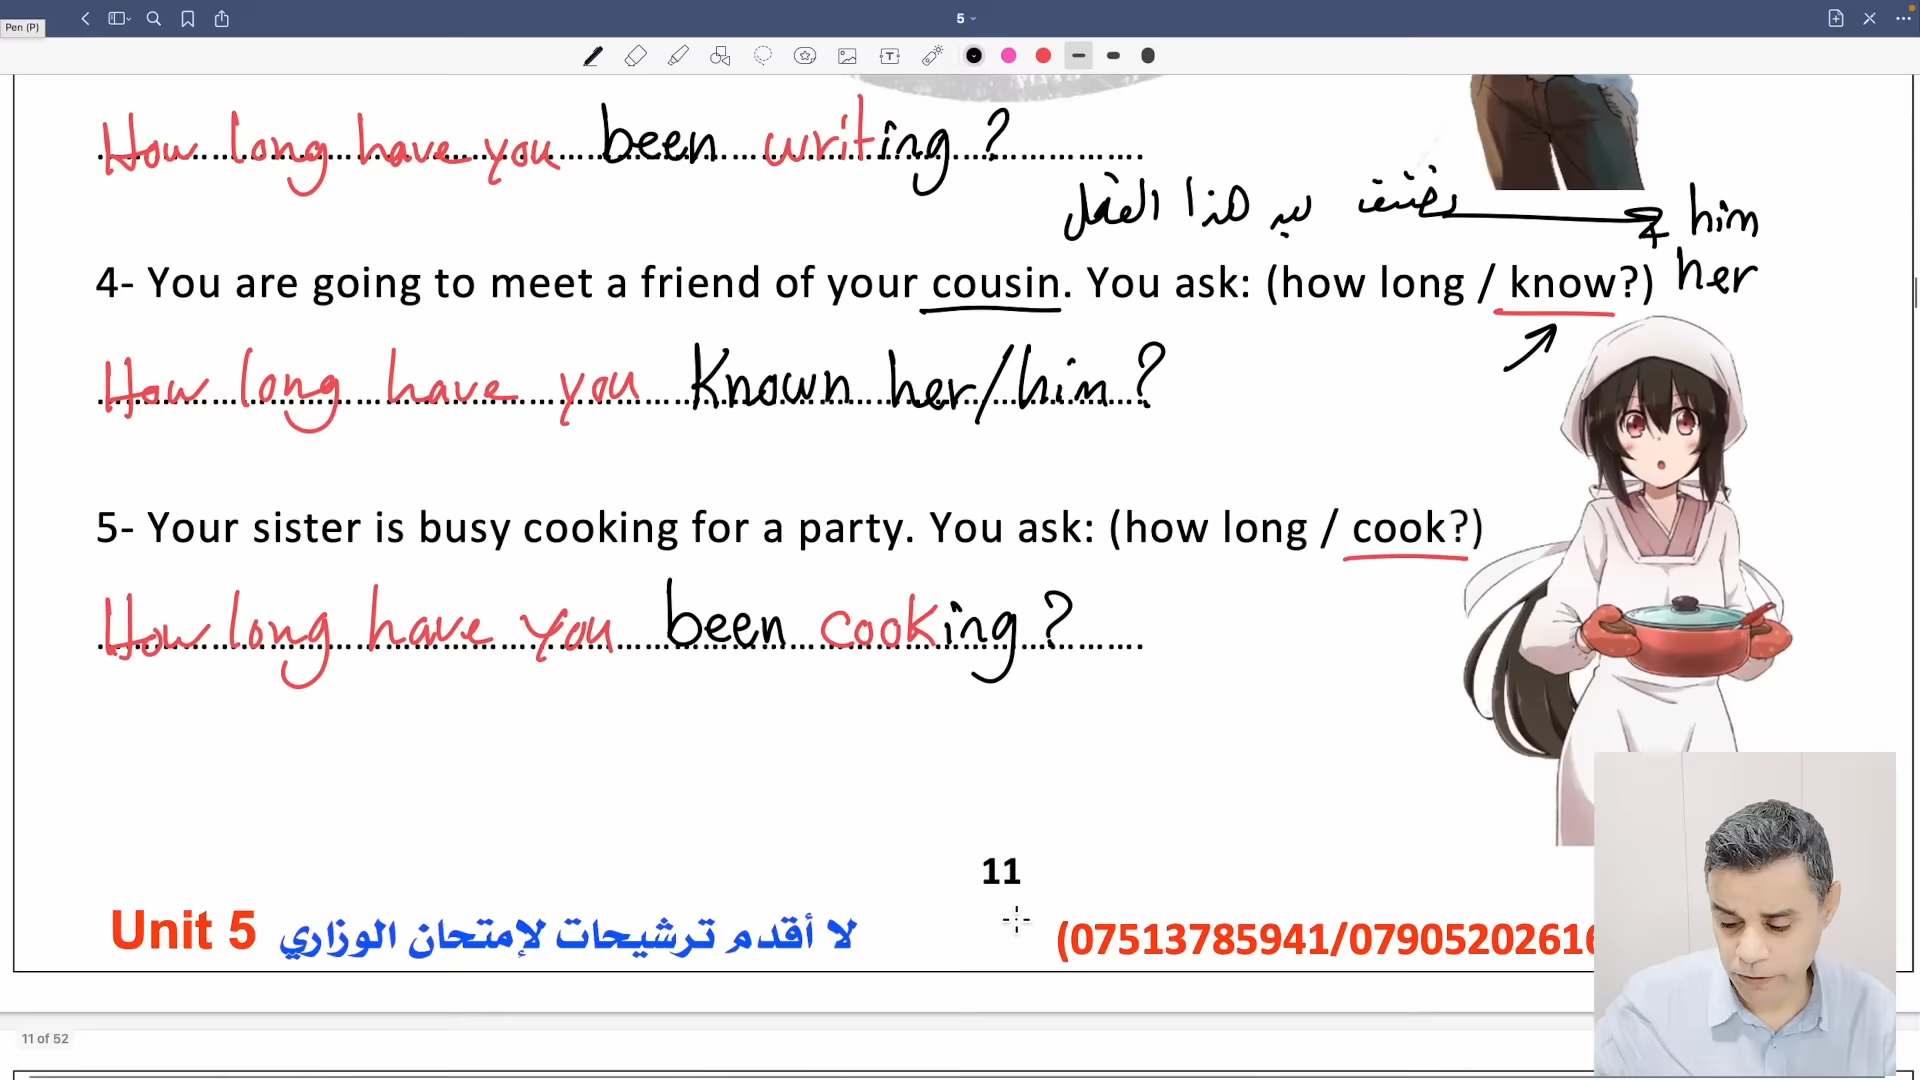 5
Pen (P)
How long have you been writing ?
هذا الفعل
him
4- You are going to meet a friend of your cousin. You ask: (how long / know?) her
How long have you Known her/him ?
5- Your sister is busy cooking for a party. You ask: (how long / cook?)
How long have you been cooking ?
11
Unit 5 لا أقدم ترشيحات لإمتحان الوزاري (07513785941/0790520261
11 of 52